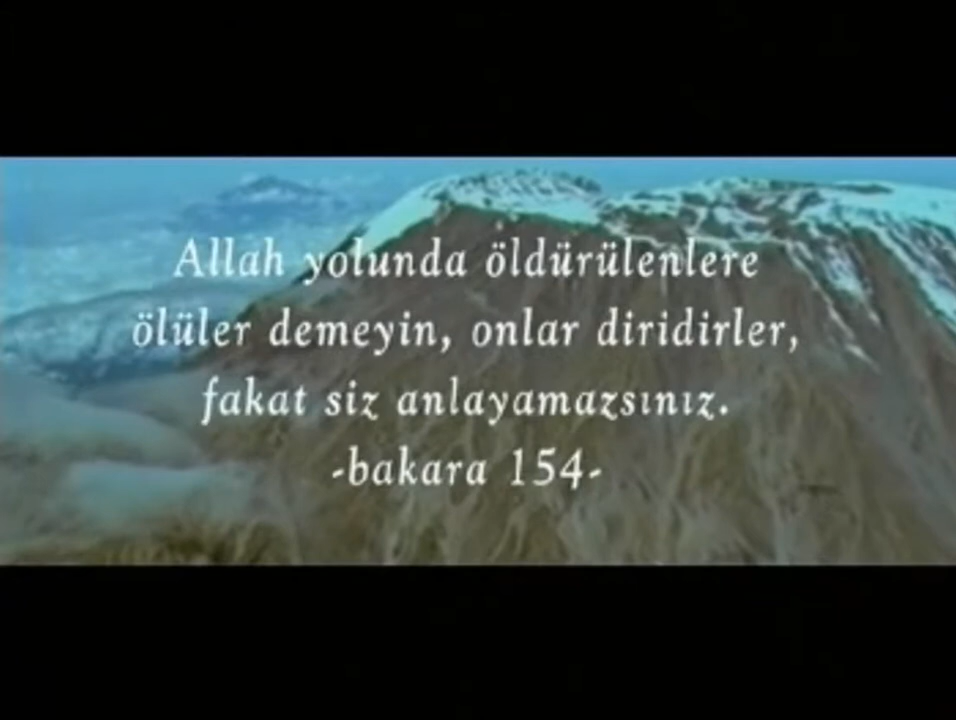 Allah yolunda öldürülenlere
ölüler demeyin, onlar diridirler,
fakat siz anlayamazsınız.
-bakara 154-